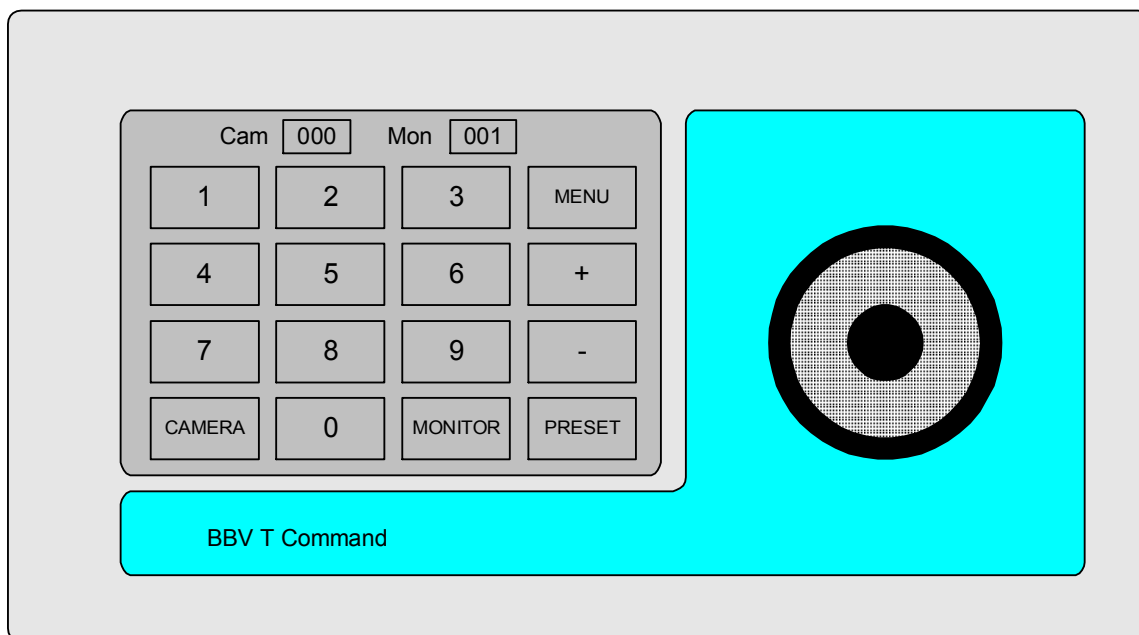 Cam 000 Mon 001
1 2 3 MENU
4 5 6 +
7 8 9 -
CAMERA 0 MONITOR PRESET
BBV T Command